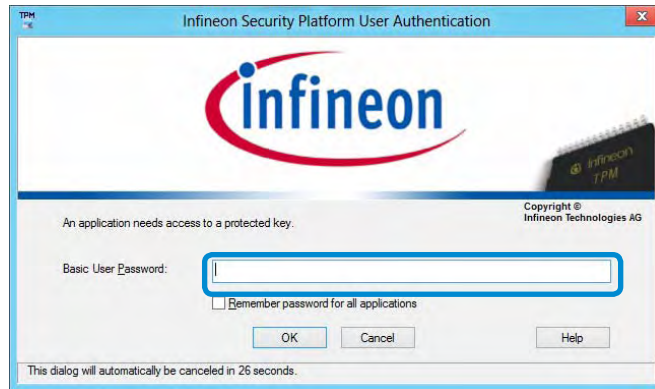 TPM
Infineon Security Platform User Authentication
x
infineon
infineon
TPM
Copyright ©
Infineon Technologies AG
An application needs access to a protected key.
Basic User Password:
Remember password for all applications
OK
Cancel
Help
This dialog will automatically be canceled in 26 seconds.